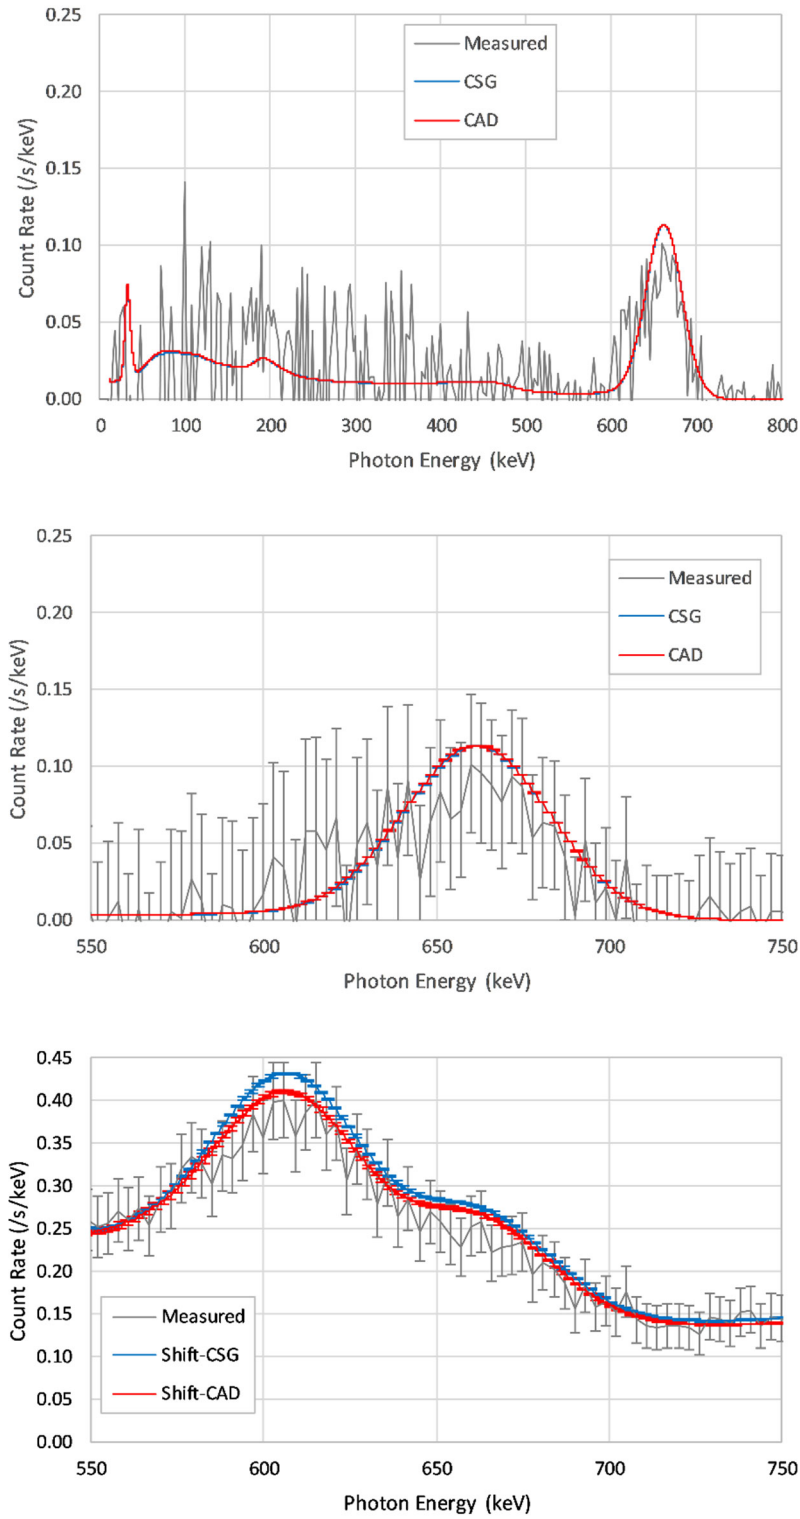 0.25
0.20
0.15
0.10
0.05
0.00
Count Rate (/s/keV)
Measured
CSG
CAD
0 100 200 300 400 500 600 700 800
Photon Energy (keV)
0.25
0.20
0.15
0.10
0.05
0.00
Count Rate (/s/keV)
Measured
CSG
CAD
550 600 650 700 750
Photon Energy (keV)
0.45
0.40
0.35
0.30
0.25
0.20
0.15
0.10
0.05
0.00
Count Rate (/s/keV)
Measured
Shift-CSG
Shift-CAD
550 600 650 700 750
Photon Energy (keV)